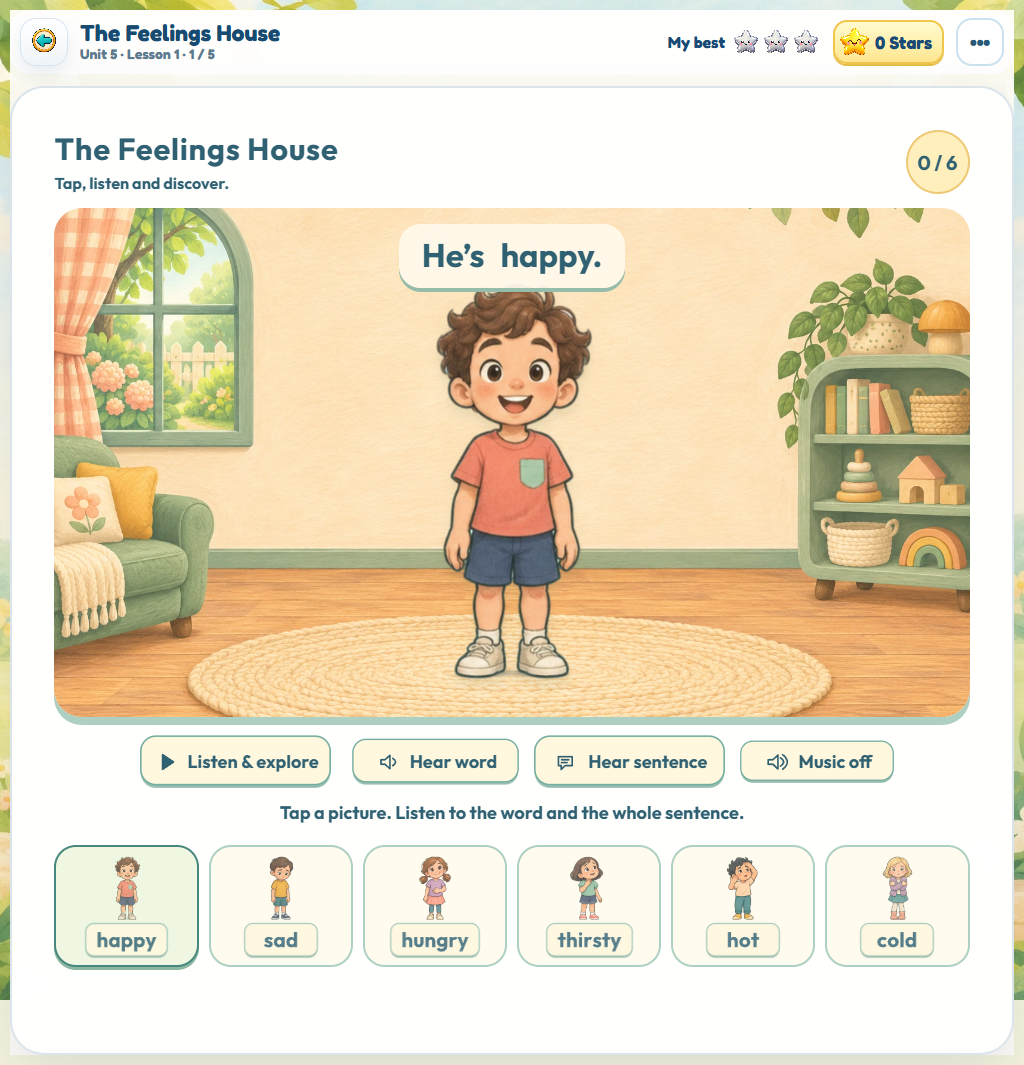 The Feelings House
Unit 5 · Lesson 1 · 1 / 5
My best
0 Stars
The Feelings House
Tap, listen and discover.
0 / 6
He’s happy.
Listen & explore
Hear word
Hear sentence
Music off
Tap a picture. Listen to the word and the whole sentence.
happy
sad
hungry
thirsty
hot
cold